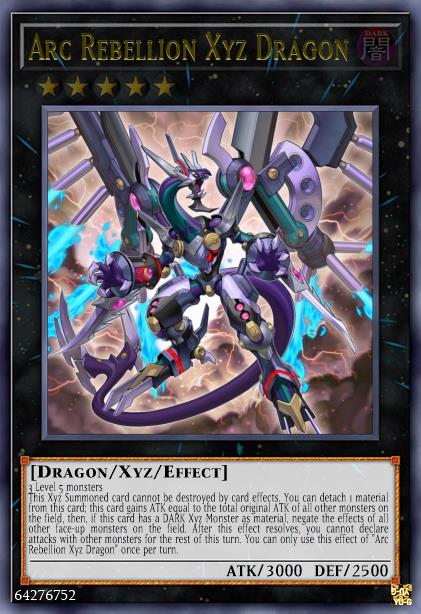 Arc Rebellion Xyz Dragon
DARK
闇
[Dragon/Xyz/Effect]
3 Level 5 monsters
This Xyz Summoned card cannot be destroyed by card effects. You can detach 1 material
from this card; this card gains ATK equal to the total original ATK of all other monsters on
the field, then, if this card has a DARK Xyz Monster as material, negate the effects of all
other face-up monsters on the field. After this effect resolves, you cannot declare
attacks with other monsters for the rest of this turn. You can only use this effect of "Arc
Rebellion Xyz Dragon" once per turn.
ATK/3000 DEF/2500
64276752